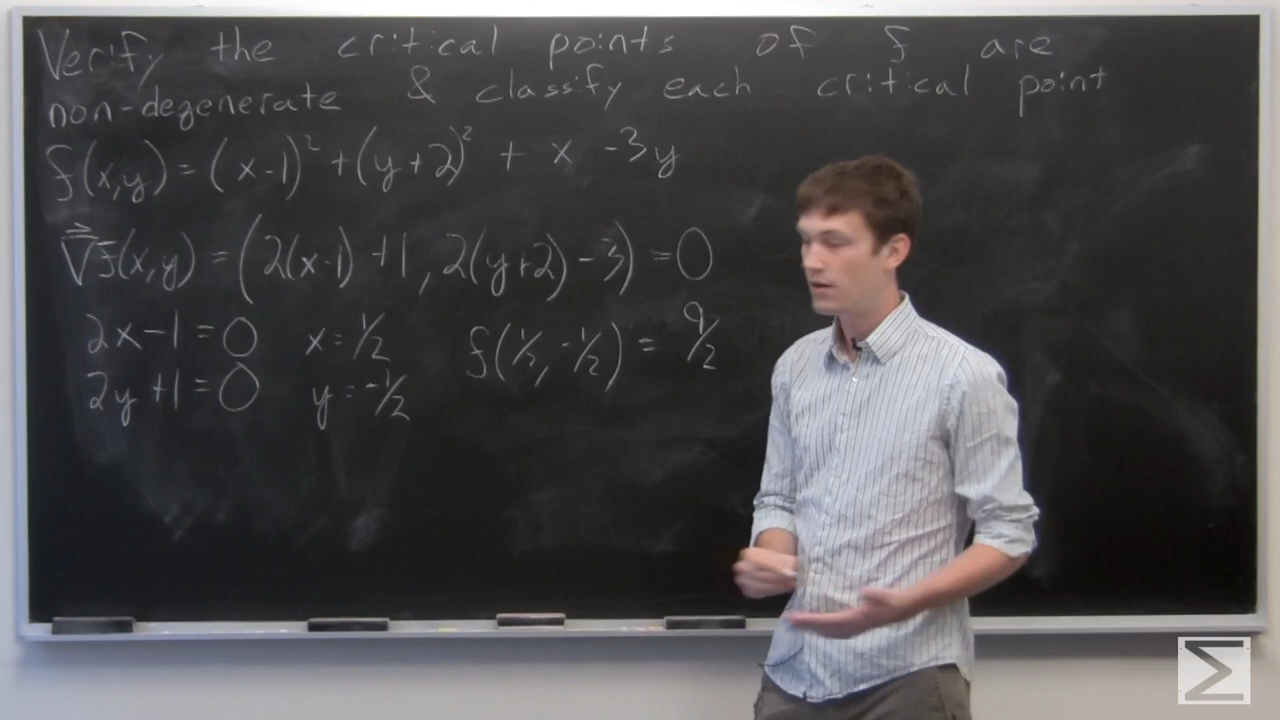 Verify the critical points of f are
non-degenerate & classify each critical point
f(x,y) = (x-1)² + (y+2)² + x - 3y
∇⃗f(x,y) = (2(x-1)+1, 2(y+2)-3) = 0
2x-1=0 x=1/2 f(1/2, -1/2) = 9/2
2y+1=0 y=-1/2
Σ